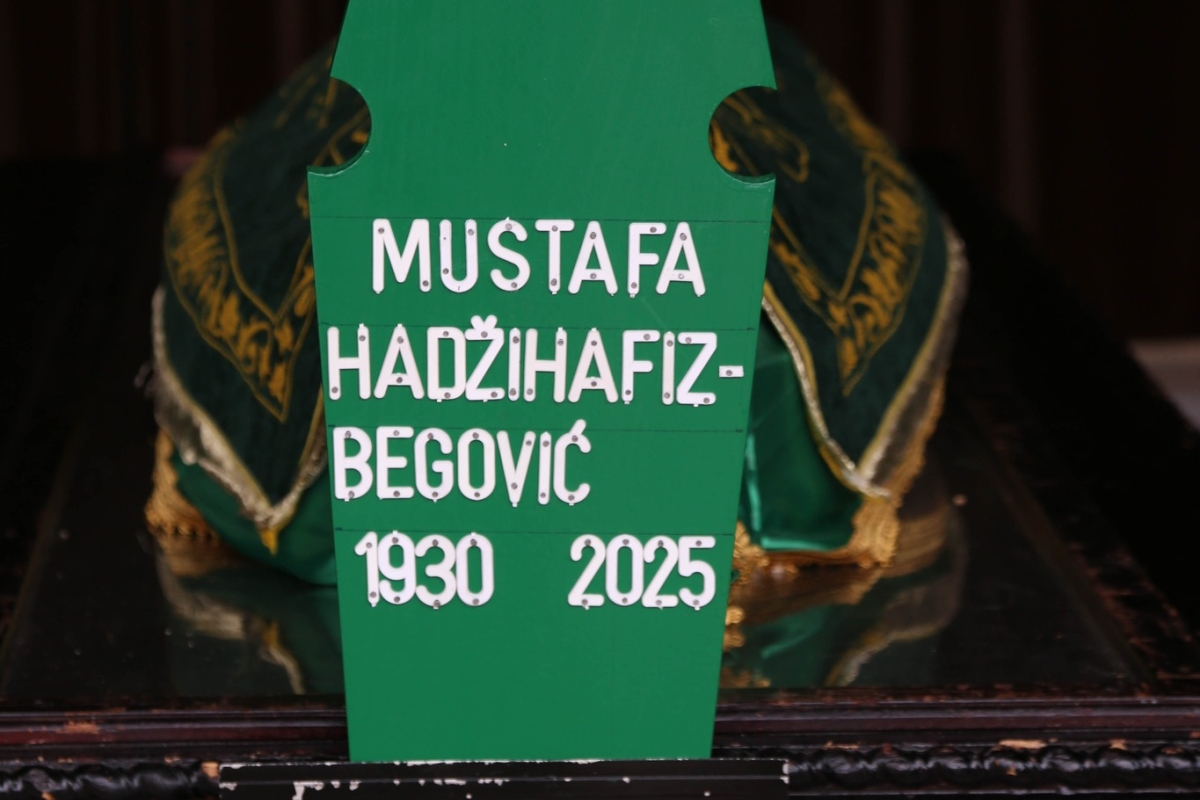 MUSTAFA
HADŽIHAFIZ-
BEGOVIĆ
1930 2025